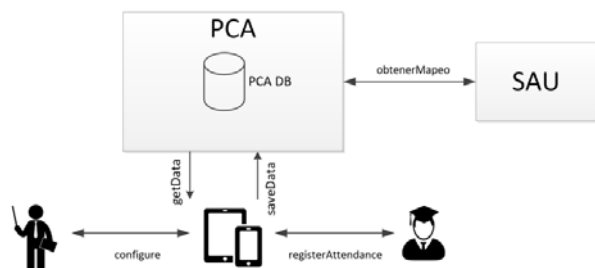 PCA
PCA DB
obtenerMapeo
SAU
getData
saveData
configure
registerAttendance